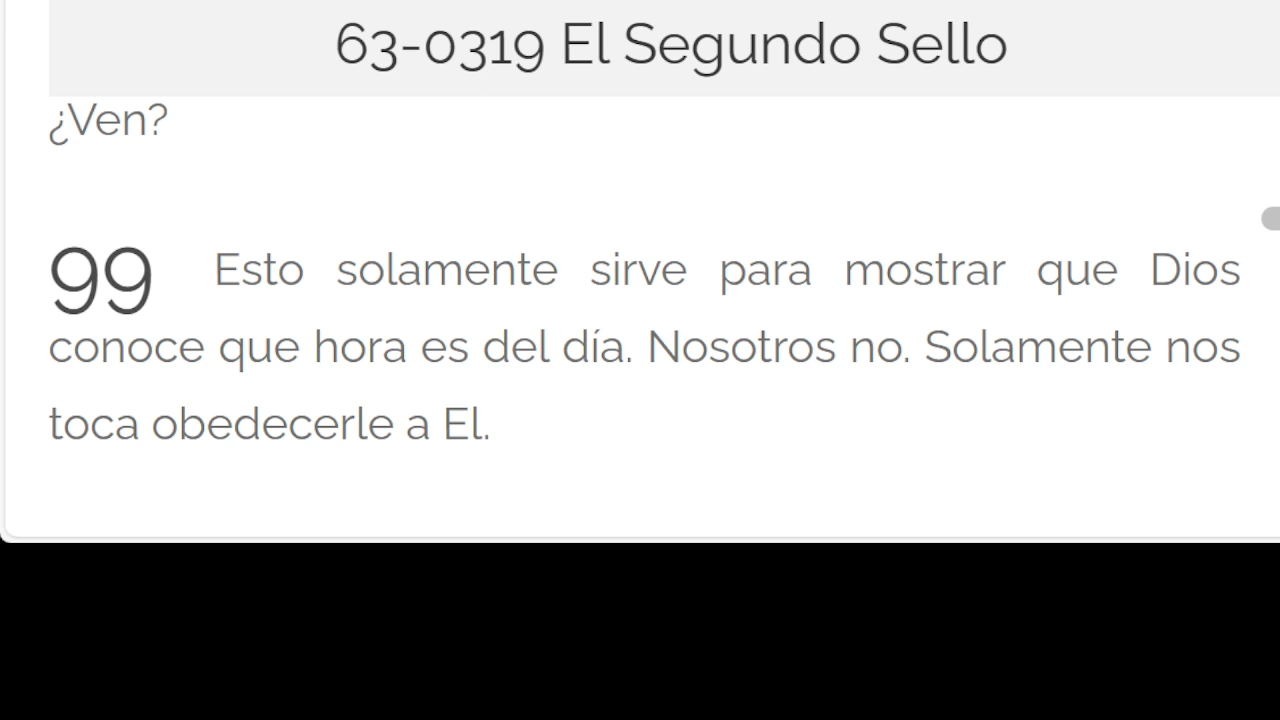 63-0319 El Segundo Sello
¿Ven?
99 Esto solamente sirve para mostrar que Dios
conoce que hora es del día. Nosotros no. Solamente nos
toca obedecerle a El.